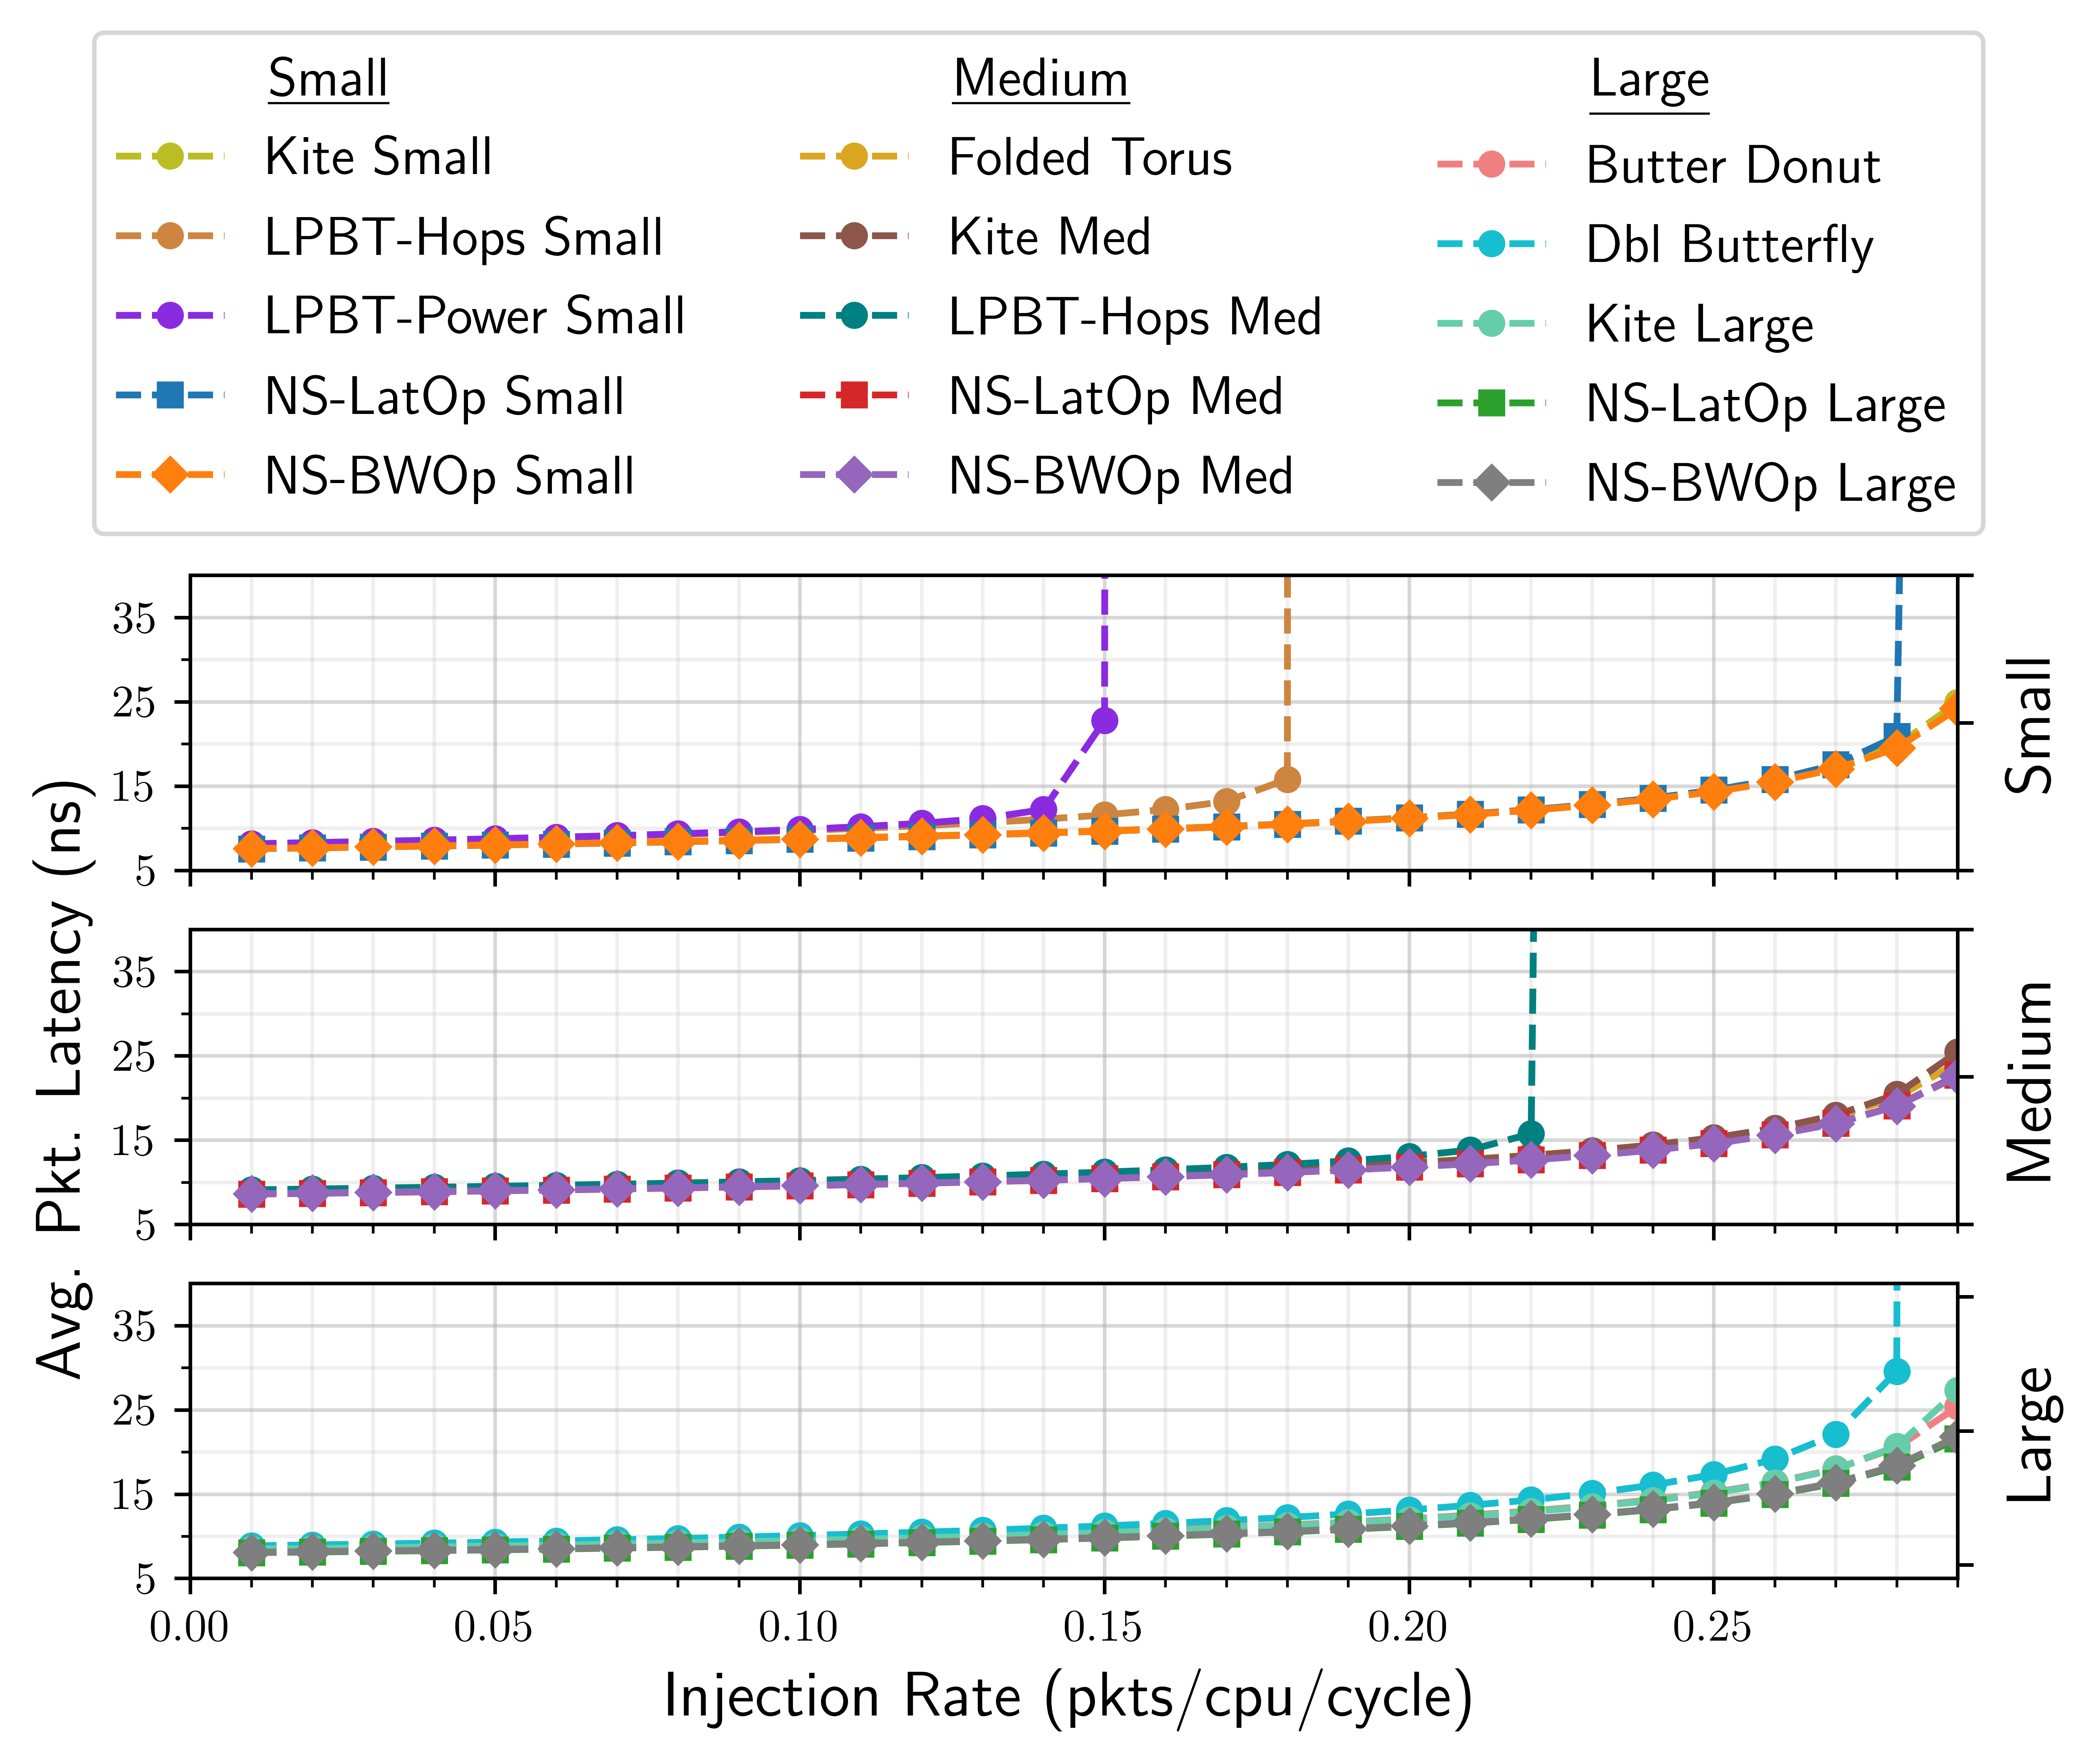 Small
Kite Small
LPBT-Hops Small
LPBT-Power Small
NS-LatOp Small
NS-BWOp Small
Medium
Folded Torus
Kite Med
LPBT-Hops Med
NS-LatOp Med
NS-BWOp Med
Large
Butter Donut
Dbl Butterfly
Kite Large
NS-LatOp Large
NS-BWOp Large
Avg. Pkt. Latency (ns)
35
25
15
5
Small
35
25
15
5
Medium
35
25
15
5
Large
0.00 0.05 0.10 0.15 0.20 0.25
Injection Rate (pkts/cpu/cycle)